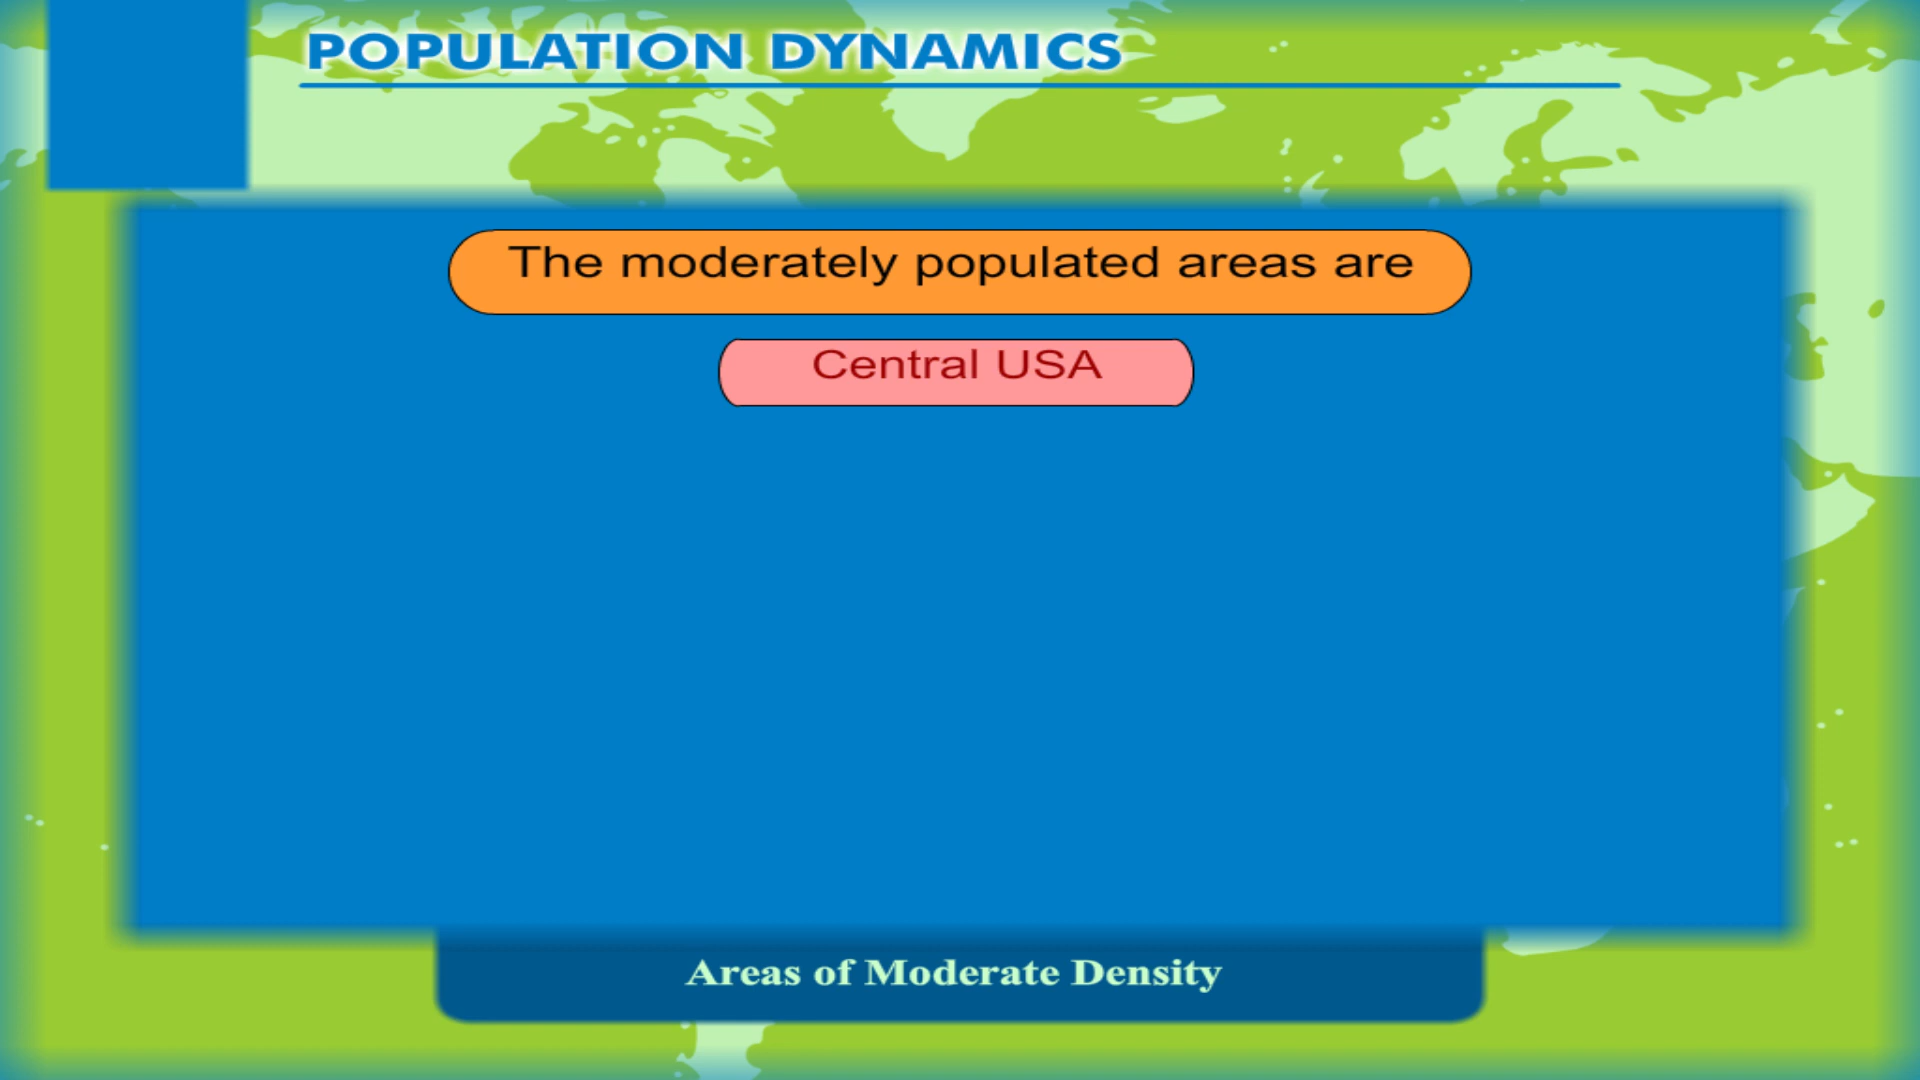 POPULATION DYNAMICS
The moderately populated areas are
Central USA
Areas of Moderate Density